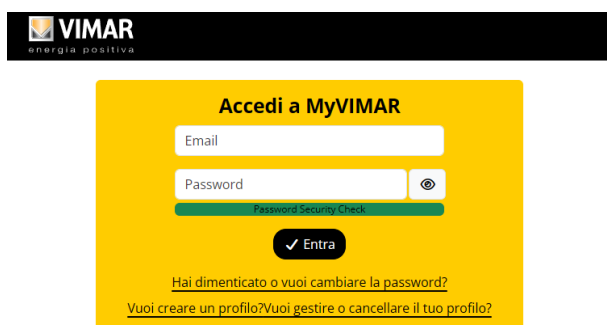 VIMAR
energia positiva
Accedi a MyVIMAR
Email
Password
Password Security Check
Entra
Hai dimenticato o vuoi cambiare la password?
Vuoi creare un profilo?Vuoi gestire o cancellare il tuo profilo?